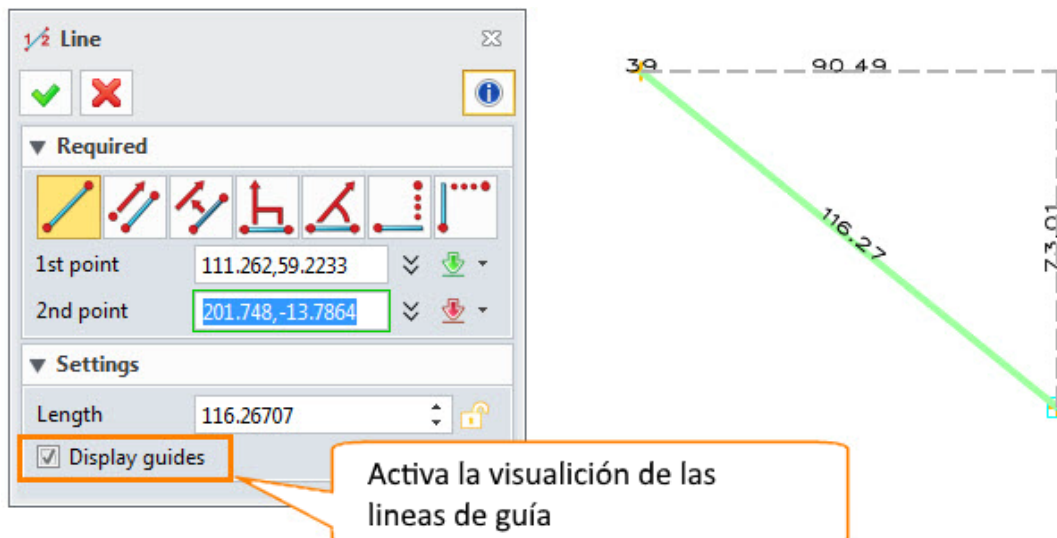 Line
Required
1st point 111.262,59.2233
2nd point 201.748,-13.7864
Settings
Length 116.26707
Display guides
Activa la visualición de las
lineas de guía
39
90.49
116.27
73.01